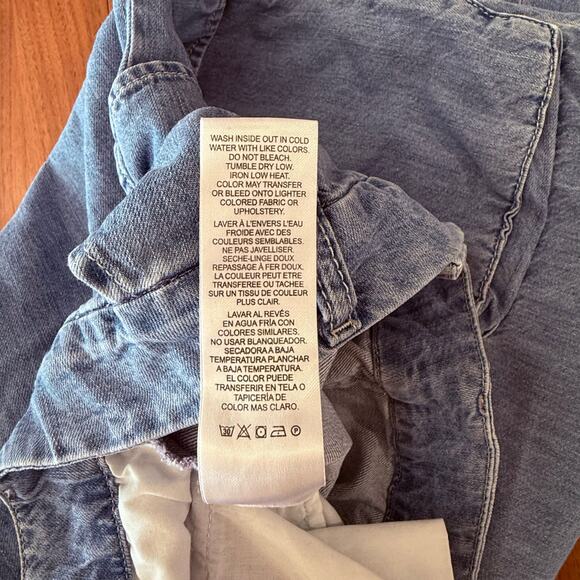 WASH INSIDE OUT IN COLD
WATER WITH LIKE COLORS.
DO NOT BLEACH.
TUMBLE DRY LOW.
IRON LOW HEAT.
COLOR MAY TRANSFER
OR BLEED ONTO LIGHTER
COLORED FABRIC OR
UPHOLSTERY.
LAVER À L'ENVERS L'EAU
FROIDE AVEC DES
COULEURS SEMBLABLES.
NE PAS JAVELLISER.
SECHE-LINGE DOUX
REPASSAGE À FER DOUX.
LA COULEUR PEUT ÊTRE
TRANSFEREE OU TACHEE
SUR UN TISSU DE COULEUR
PLUS CLAIR.
LAVAR AL REVÉS
EN AGUA FRÍA CON
COLORES SIMILARES.
NO USAR BLANQUEADOR.
SECADORA A BAJA
TEMPERATURA PLANCHAR
A BAJA TEMPERATURA.
EL COLOR PUEDE
TRANSFERIR EN TELA O
TAPICERÍA DE
COLOR MAS CLARO.
30 P